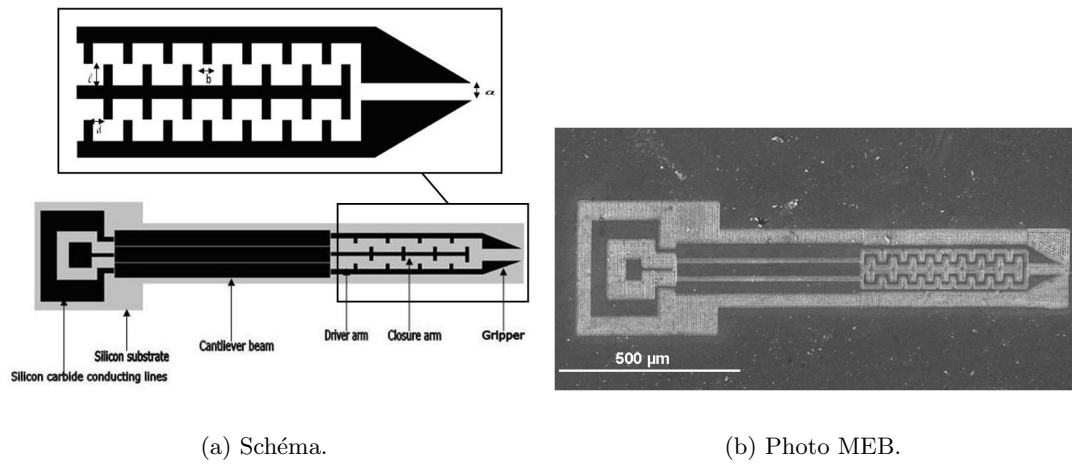 ℓ
b
α
d
Driver arm
Closure arm
Gripper
Cantilever beam
Silicon substrate
Silicon carbide conducting lines
500 µm
(a) Schéma.
(b) Photo MEB.